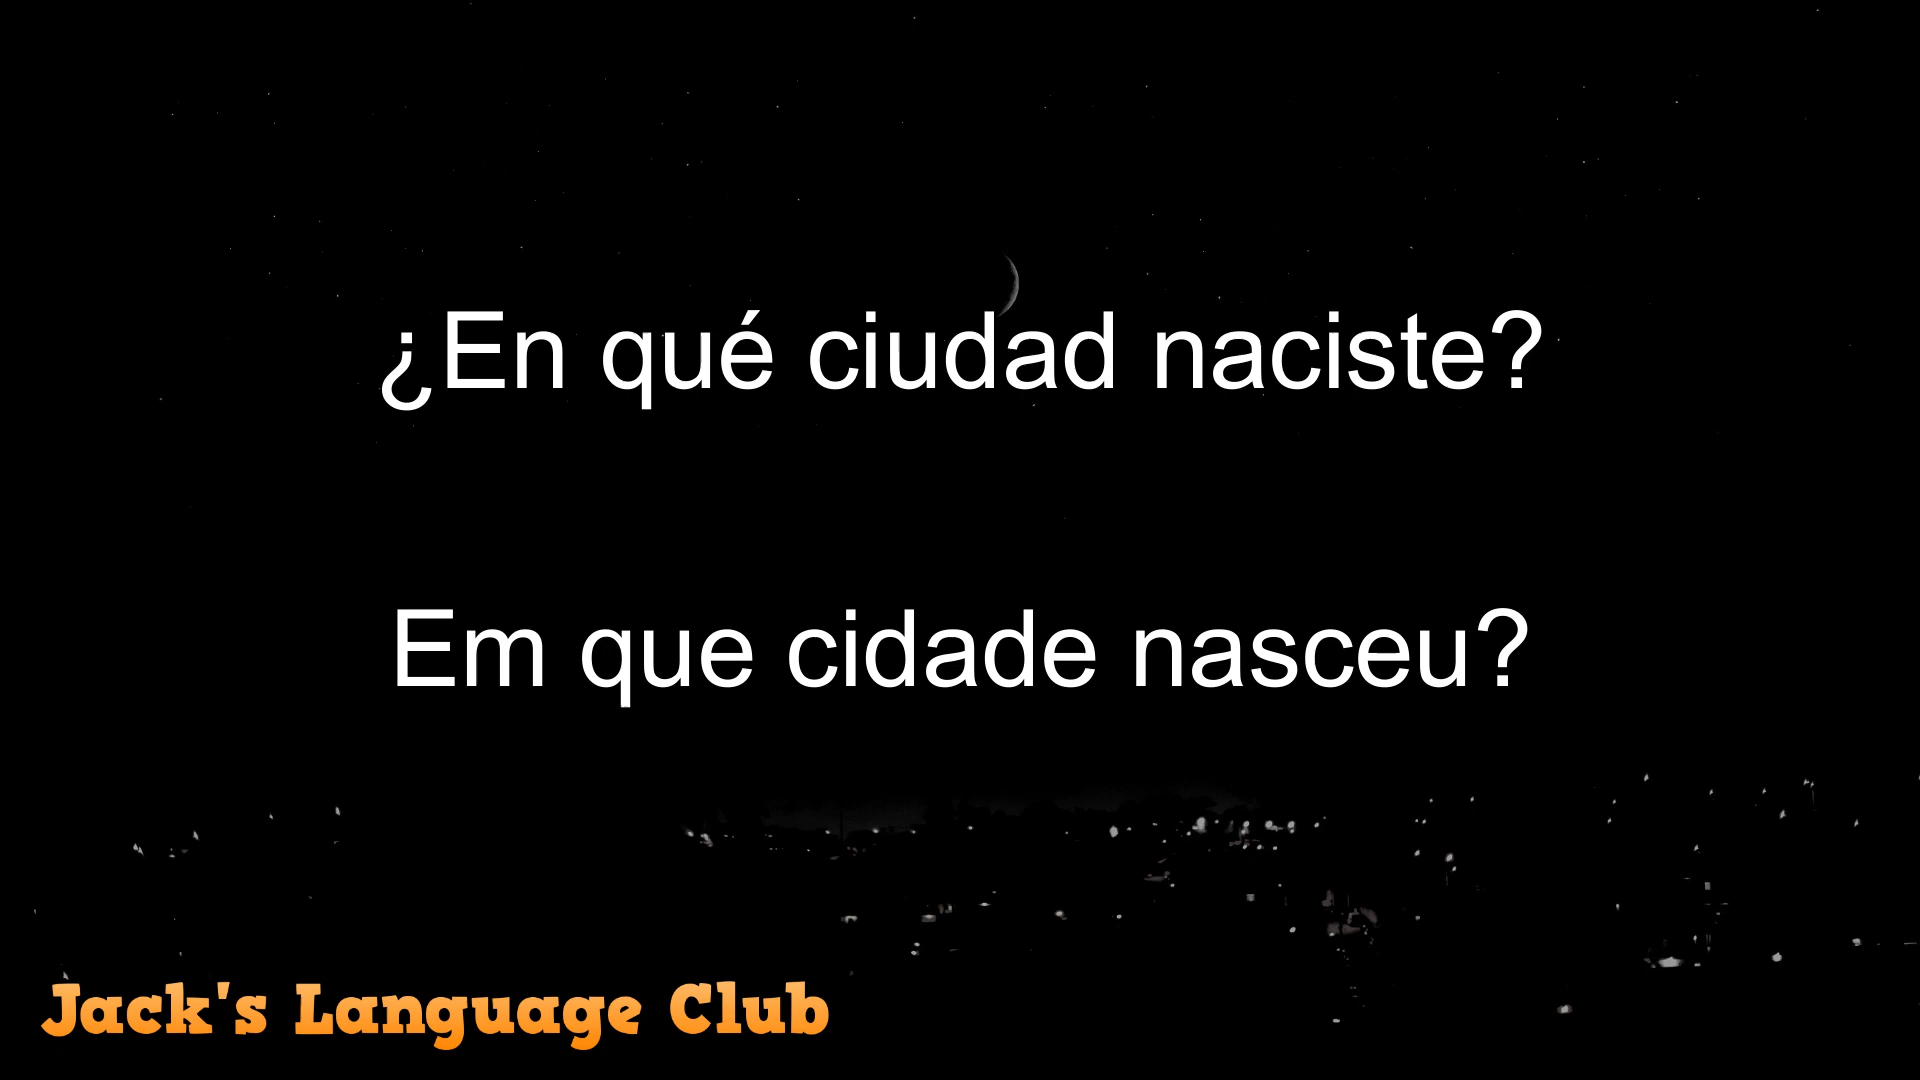 ¿En qué ciudad naciste?
Em que cidade nasceu?
Jack's Language Club